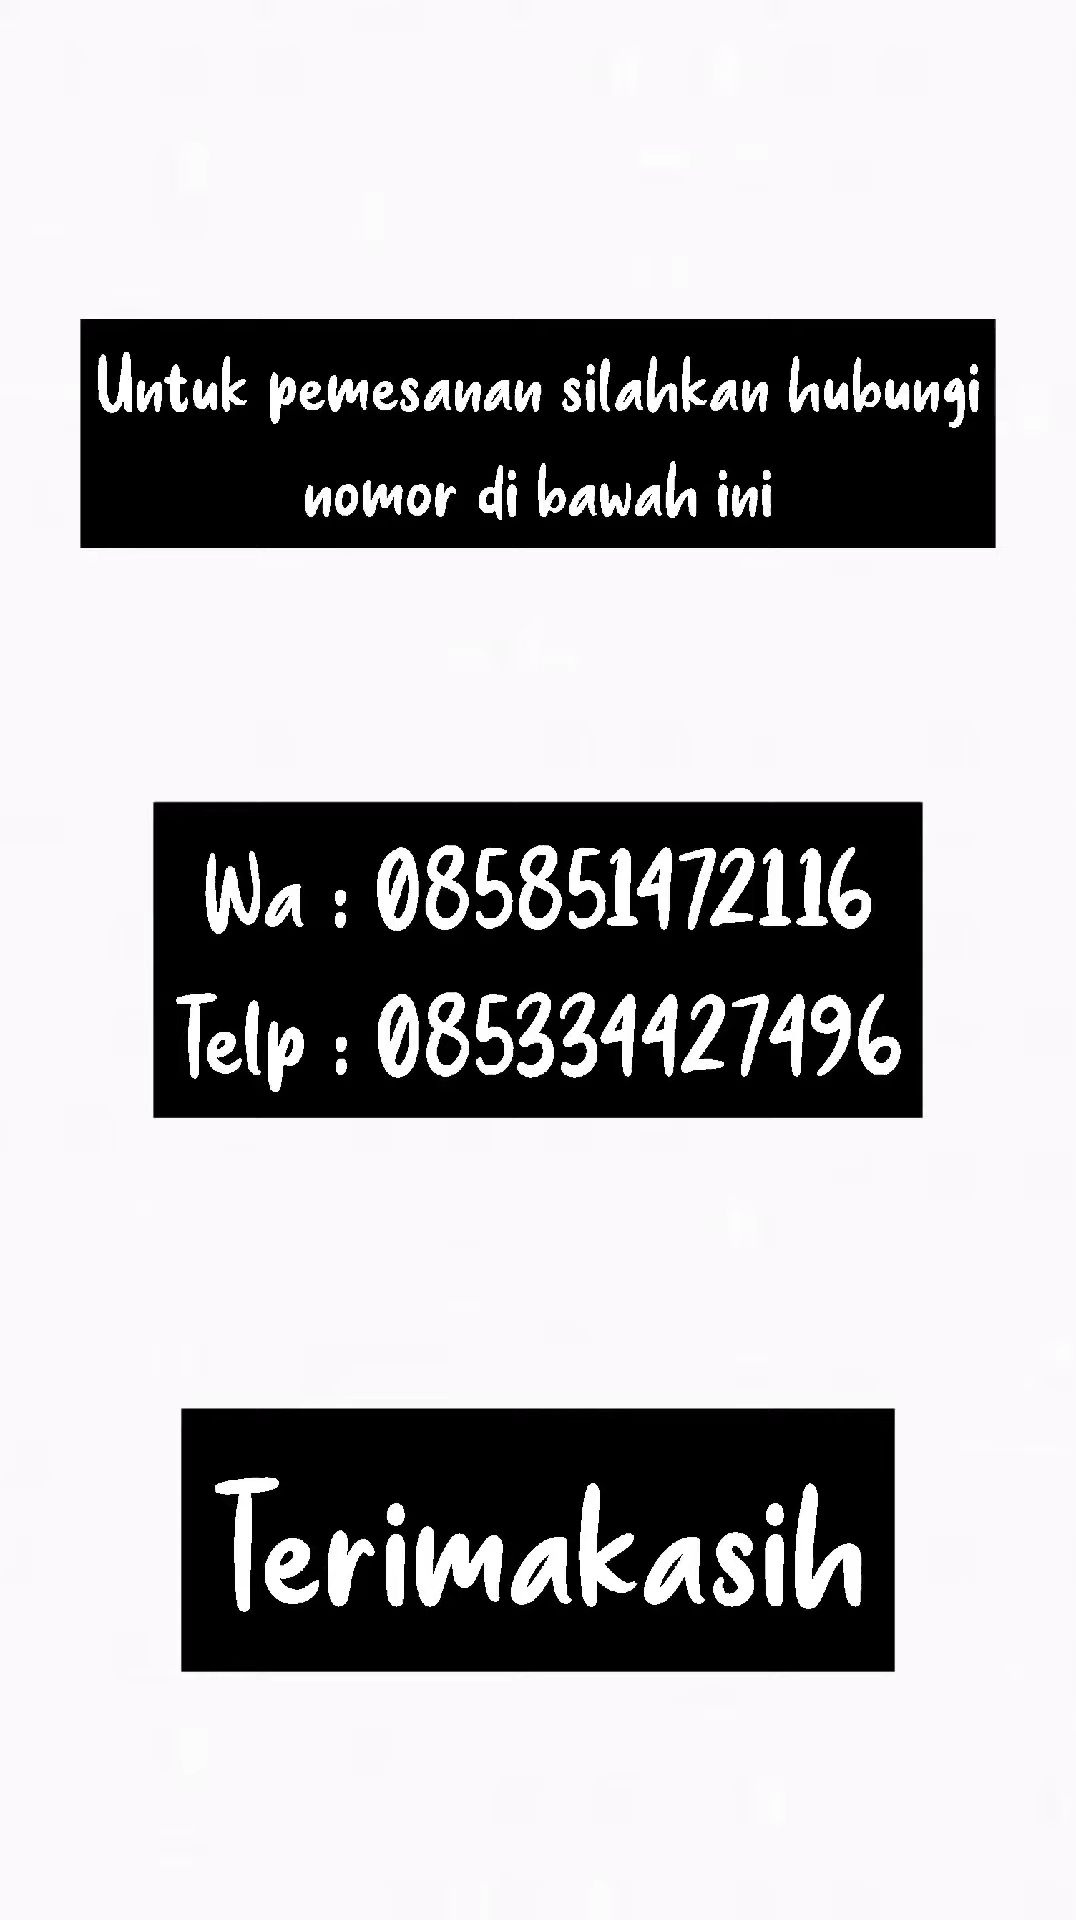 Untuk pemesanan silahkan hubungi
nomor di bawah ini
Wa : 085851472116
Telp : 085334427496
Terimakasih